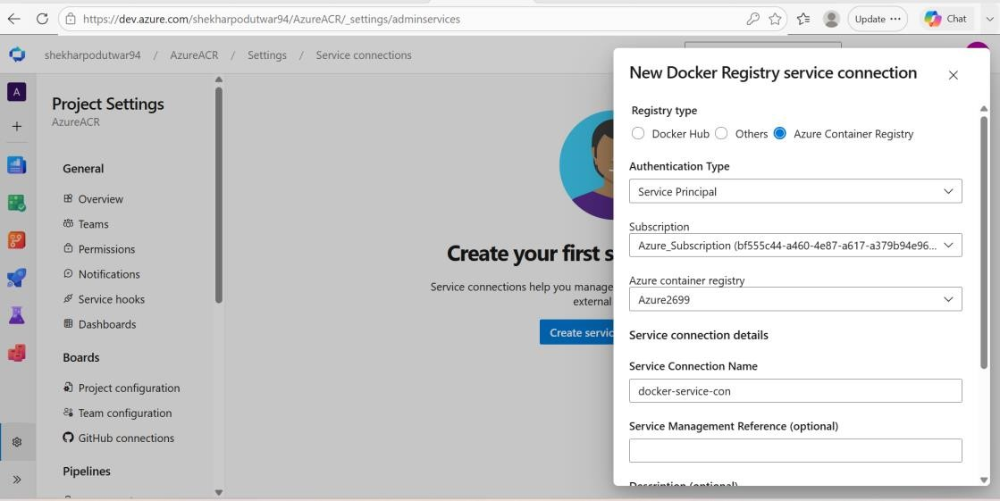 https://dev.azure.com/shekharpodutwar94/AzureACR/_settings/adminservices
Update
Chat
shekharpodutwar94 / AzureACR / Settings / Service connections
A
Project Settings
AzureACR
General
Overview
Teams
Permissions
Notifications
Service hooks
Dashboards
Boards
Project configuration
Team configuration
GitHub connections
Pipelines
Create your first s
Service connections help you manage
external
Create servic
New Docker Registry service connection
Registry type
Docker Hub Others Azure Container Registry
Authentication Type
Service Principal
Subscription
Azure_Subscription (bf555c44-a460-4e87-a617-a379b94e96...
Azure container registry
Azure2699
Service connection details
Service Connection Name
docker-service-con
Service Management Reference (optional)
Description (optional)